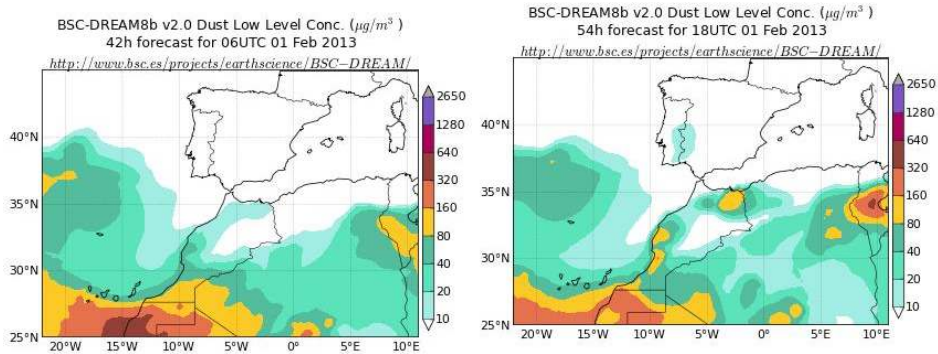 BSC-DREAM8b v2.0 Dust Low Level Conc. (μg/m³ )
42h forecast for 06UTC 01 Feb 2013
http://www.bsc.es/projects/earthscience/BSC−DREAM/
2650
1280
640
320
160
80
40
20
10
40°N
35°N
30°N
25°N
20°W
15°W
10°W
5°W
0°
5°E
10°E
BSC-DREAM8b v2.0 Dust Low Level Conc. (μg/m³ )
54h forecast for 18UTC 01 Feb 2013
http://www.bsc.es/projects/earthscience/BSC−DREAM/
2650
1280
640
320
160
80
40
20
10
40°N
35°N
30°N
25°N
20°W
15°W
10°W
5°W
0°
5°E
10°E